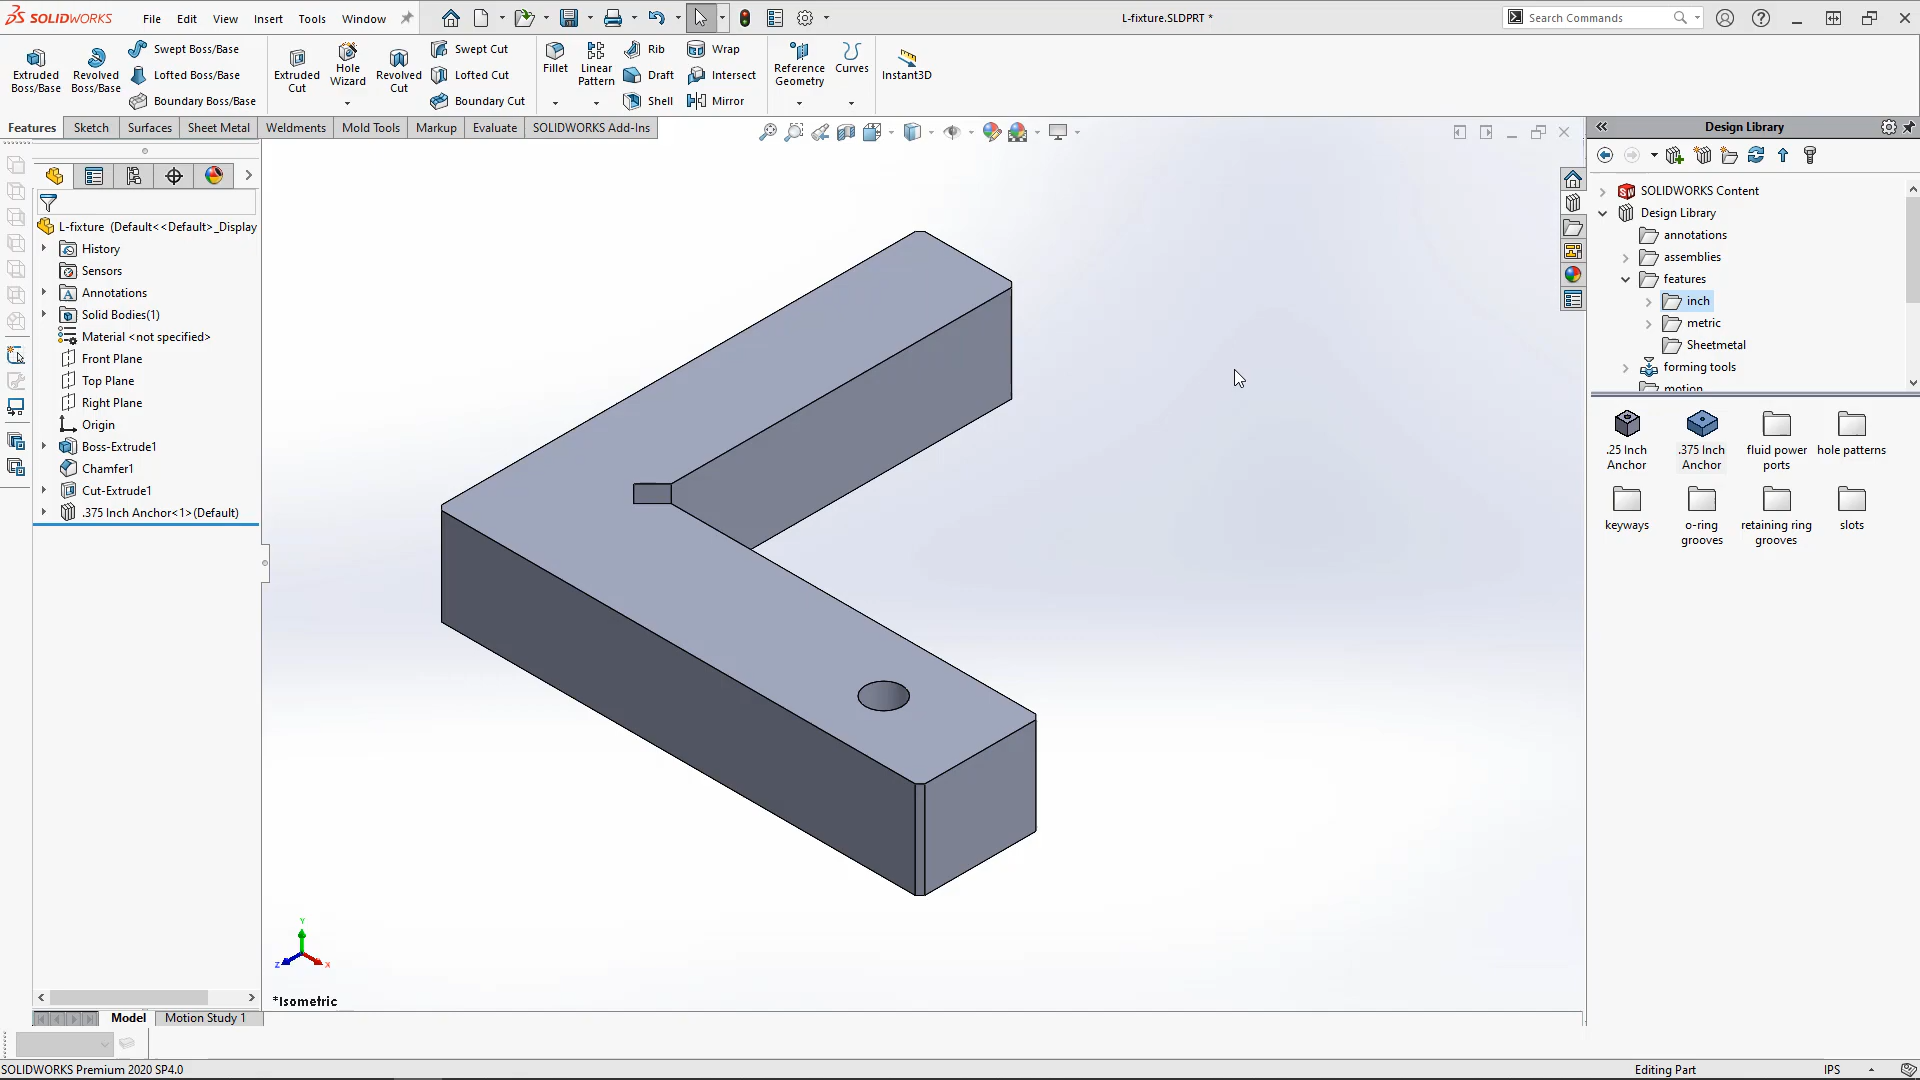 SOLIDWORKS
File Edit View Insert Tools Window
L-fixture.SLDPRT *
Search Commands
Extruded Boss/Base
Revolved Boss/Base
Swept Boss/Base
Lofted Boss/Base
Boundary Boss/Base
Extruded Cut
Hole Wizard
Revolved Cut
Swept Cut
Lofted Cut
Boundary Cut
Fillet
Linear Pattern
Rib
Draft
Shell
Wrap
Intersect
Mirror
Reference Geometry
Curves
Instant3D
Features Sketch Surfaces Sheet Metal Weldments Mold Tools Markup Evaluate SOLIDWORKS Add-Ins
L-fixture (Default<<Default>_Display
History
Sensors
Annotations
Solid Bodies(1)
Material <not specified>
Front Plane
Top Plane
Right Plane
Origin
Boss-Extrude1
Chamfer1
Cut-Extrude1
.375 Inch Anchor<1>(Default)
Y
Z
X
*Isometric
Model Motion Study 1
Design Library
SOLIDWORKS Content
Design Library
annotations
assemblies
features
inch
metric
Sheetmetal
forming tools
motion
.25 Inch Anchor
.375 Inch Anchor
fluid power ports
hole patterns
keyways
o-ring grooves
retaining ring grooves
slots
SOLIDWORKS Premium 2020 SP4.0
Editing Part
IPS